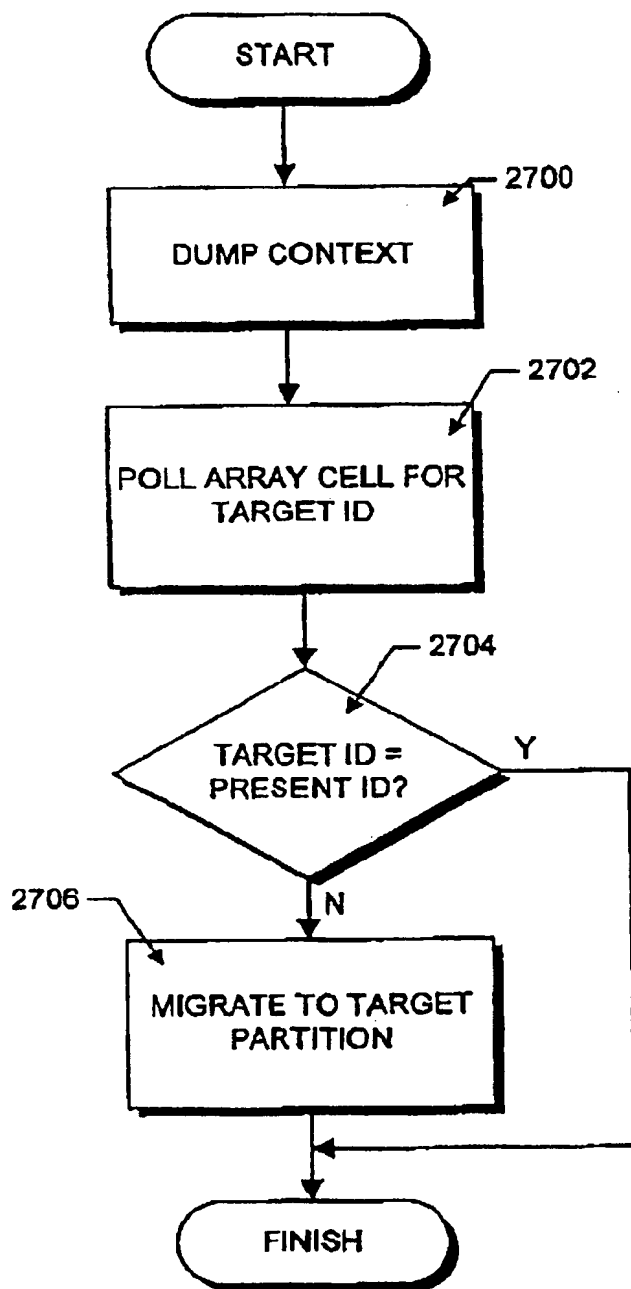 START
2700
DUMP CONTEXT
2702
POLL ARRAY CELL FOR
TARGET ID
2704
TARGET ID =
PRESENT ID?
Y
N
2706
MIGRATE TO TARGET
PARTITION
FINISH